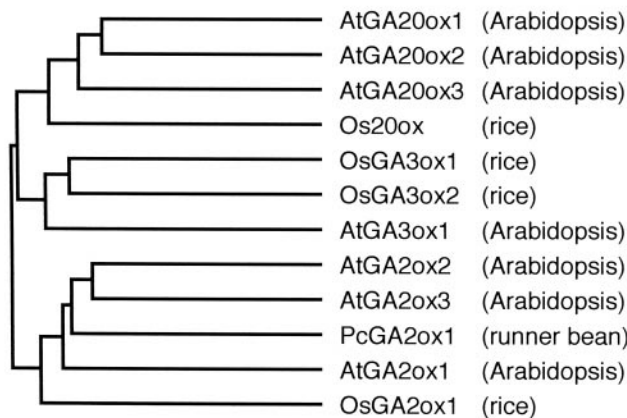 AtGA20ox1 (Arabidopsis)
AtGA20ox2 (Arabidopsis)
AtGA20ox3 (Arabidopsis)
Os20ox (rice)
OsGA3ox1 (rice)
OsGA3ox2 (rice)
AtGA3ox1 (Arabidopsis)
AtGA2ox2 (Arabidopsis)
AtGA2ox3 (Arabidopsis)
PcGA2ox1 (runner bean)
AtGA2ox1 (Arabidopsis)
OsGA2ox1 (rice)